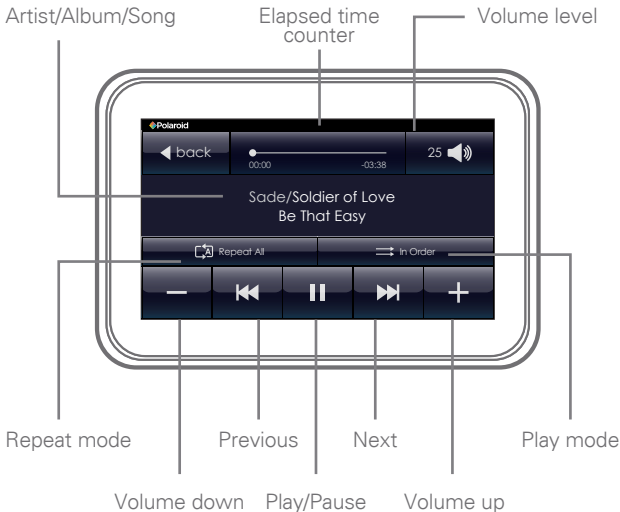 Artist/Album/Song
Elapsed time
counter
Volume level
Polaroid
back
00:00
-03:38
25
Sade/Soldier of Love
Be That Easy
A Repeat All
In Order
Repeat mode
Previous
Next
Play mode
Volume down
Play/Pause
Volume up